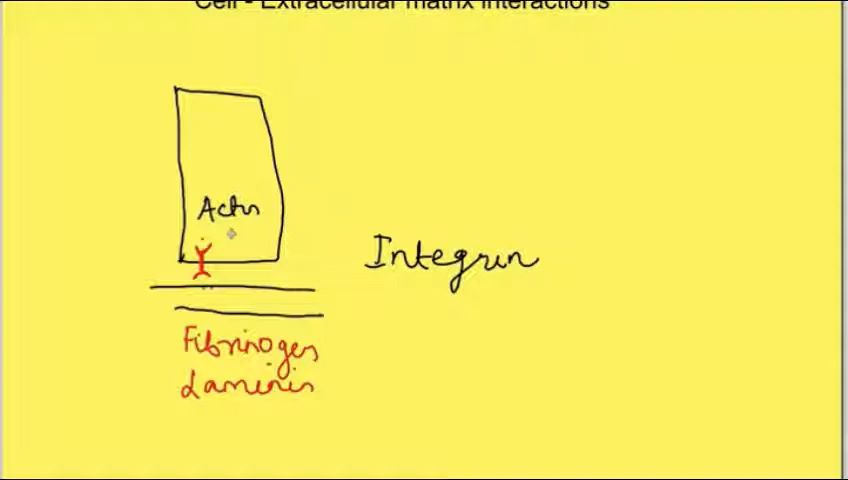 Cell - Extracellular matrix interactions
Actin
Integrin
Fibrinogen
Laminin